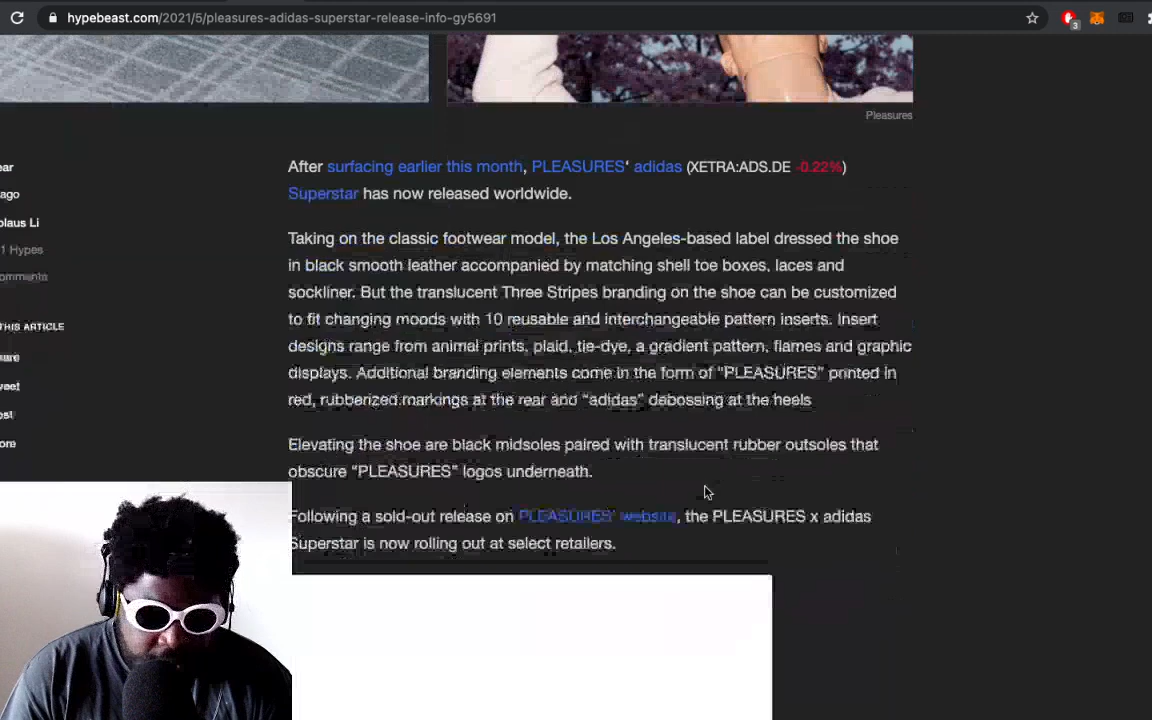 hypebeast.com/2021/5/pleasures-adidas-superstar-release-info-gy5691
3
Pleasures
After surfacing earlier this month, PLEASURES‘ adidas (XETRA:ADS.DE -0.22%)
Superstar has now released worldwide.
Taking on the classic footwear model, the Los Angeles-based label dressed the shoe
in black smooth leather accompanied by matching shell toe boxes, laces and
sockliner. But the translucent Three Stripes branding on the shoe can be customized
to fit changing moods with 10 reusable and interchangeable pattern inserts. Insert
designs range from animal prints, plaid, tie-dye, a gradient pattern, flames and graphic
displays. Additional branding elements come in the form of “PLEASURES” printed in
red, rubberized markings at the rear and “adidas” debossing at the heels
Elevating the shoe are black midsoles paired with translucent rubber outsoles that
obscure “PLEASURES” logos underneath.
Following a sold-out release on PLEASURES’ website, the PLEASURES x adidas
Superstar is now rolling out at select retailers.
ear
ago
olaus Li
1 Hypes
omments
THIS ARTICLE
are
weet
ore